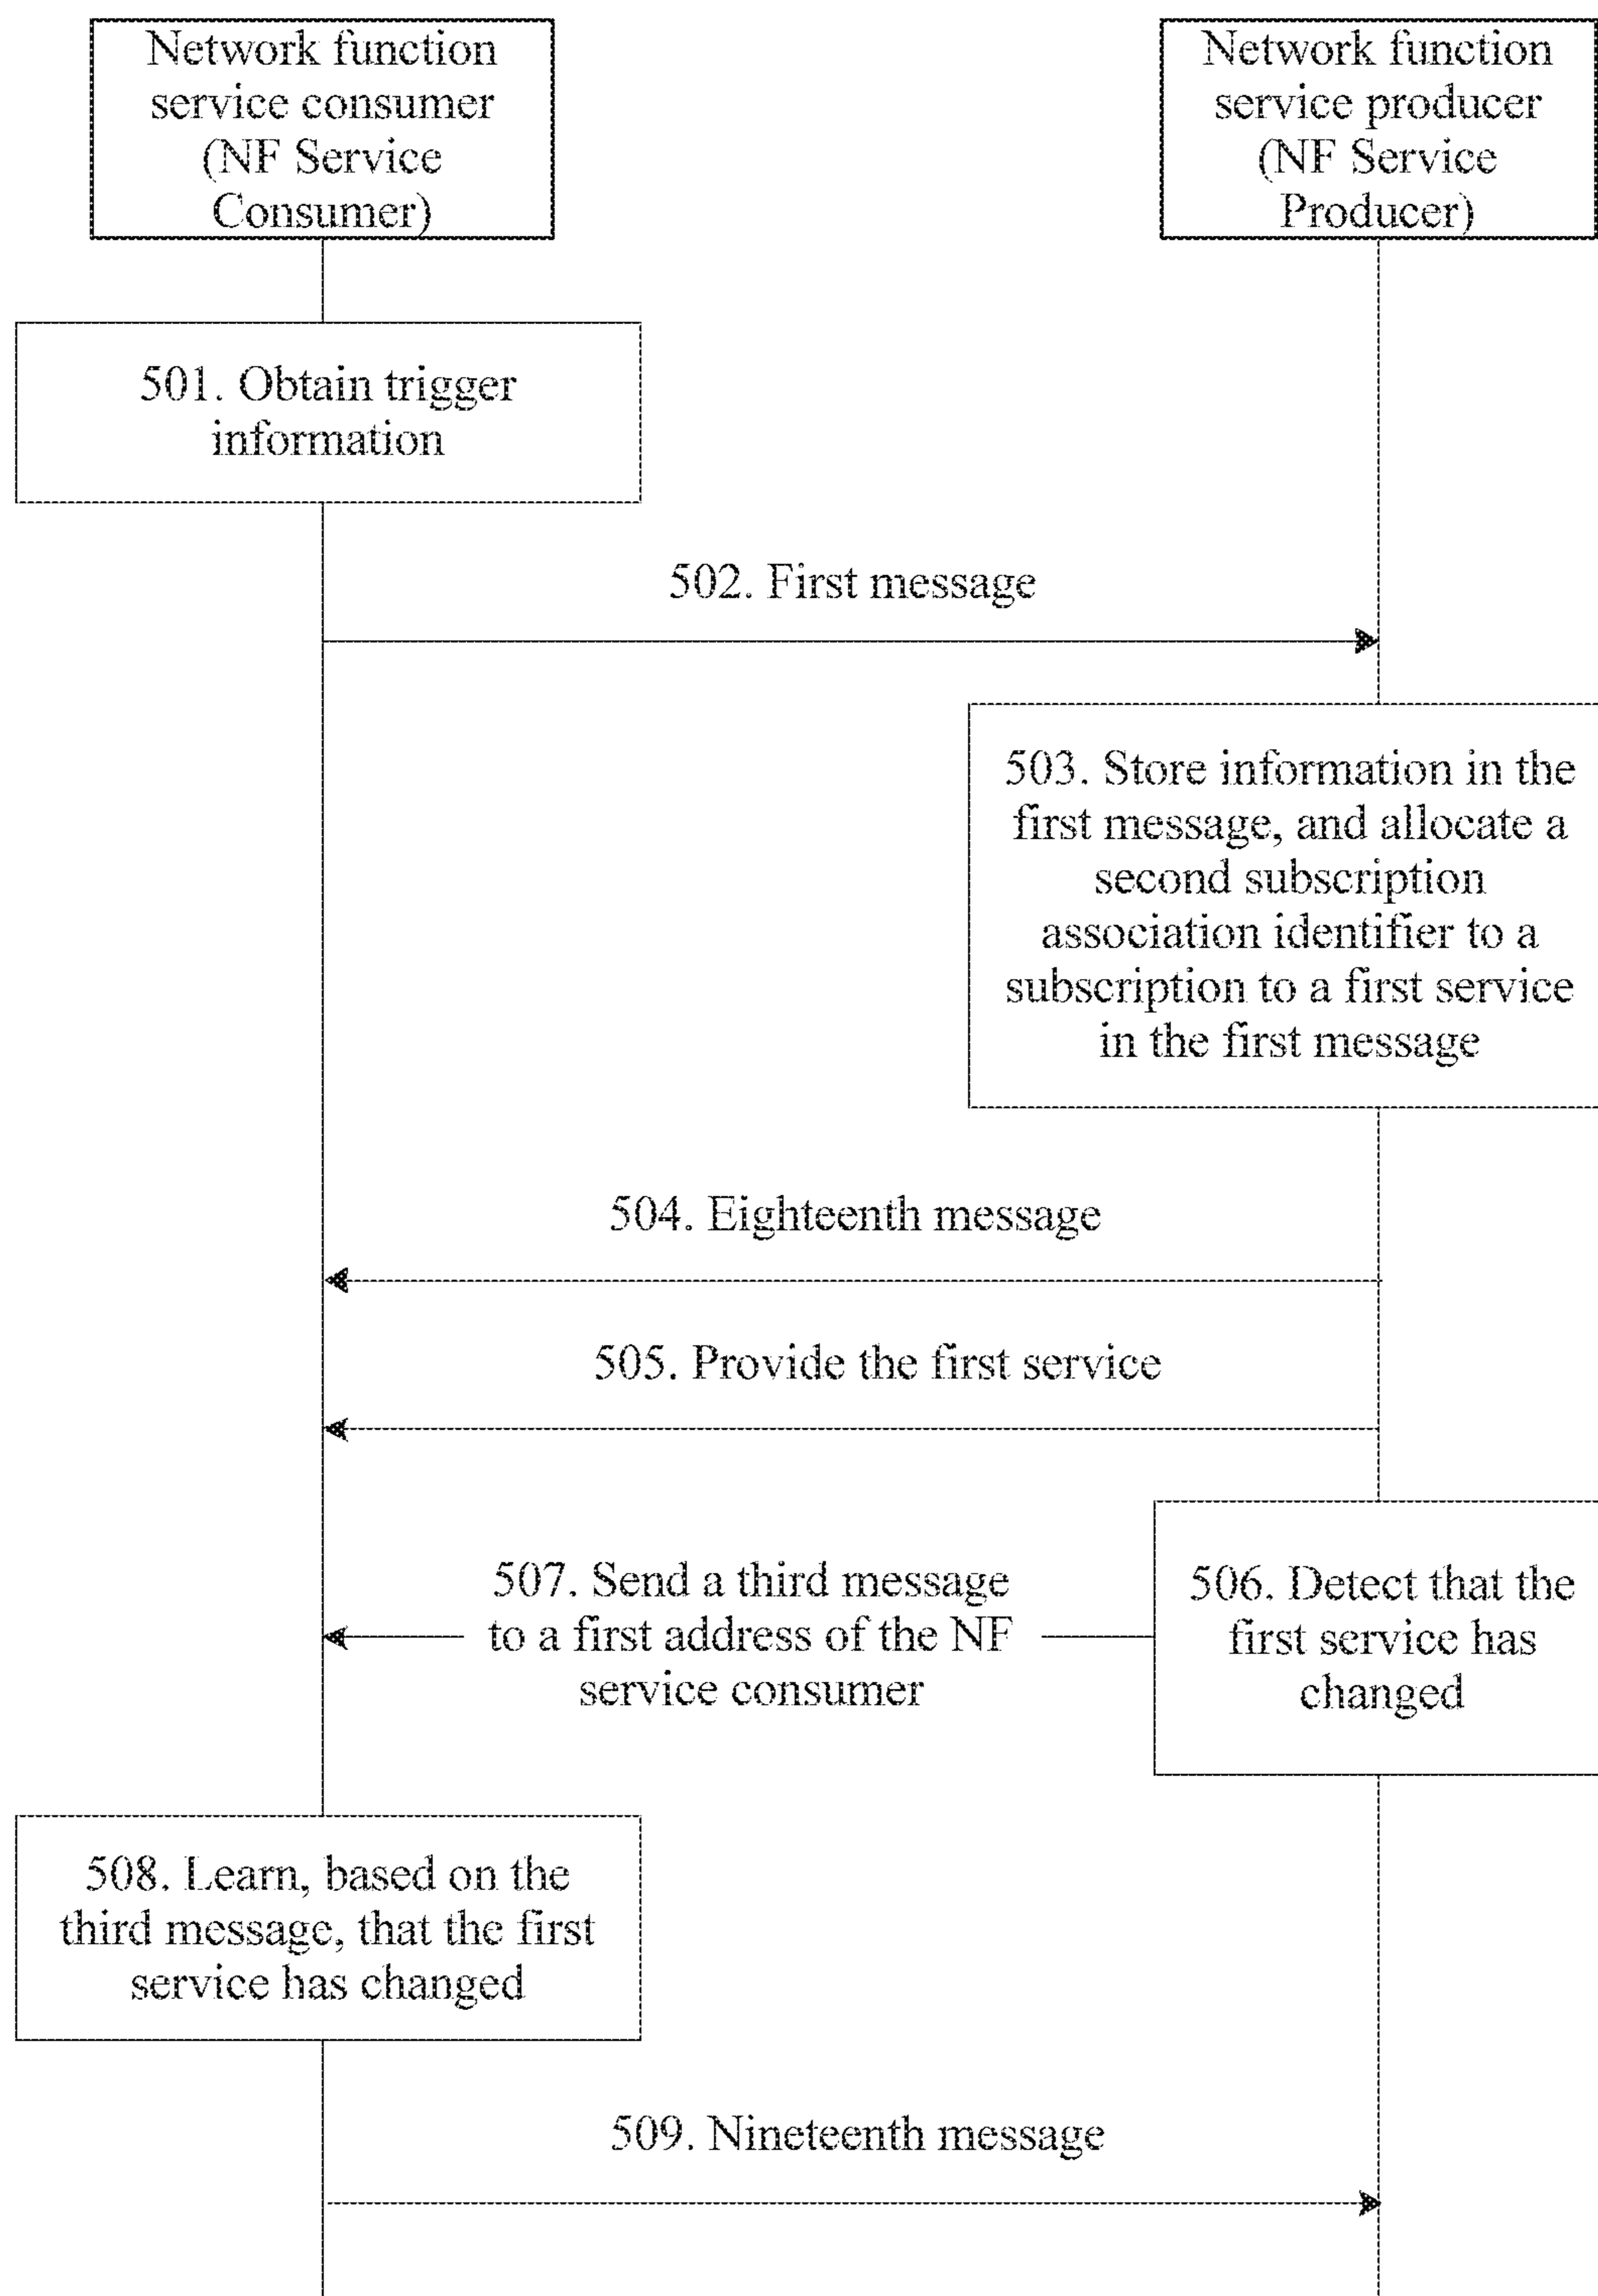 Network function
service consumer
(NF Service
Consumer)
Network function
service producer
(NF Service
Producer)
501. Obtain trigger
information
502. First message
503. Store information in the
first message, and allocate a
second subscription
association identifier to a
subscription to a first service
in the first message
504. Eighteenth message
505. Provide the first service
506. Detect that the
first service has
changed
507. Send a third message
to a first address of the NF
service consumer
508. Learn, based on the
third message, that the first
service has changed
509. Nineteenth message